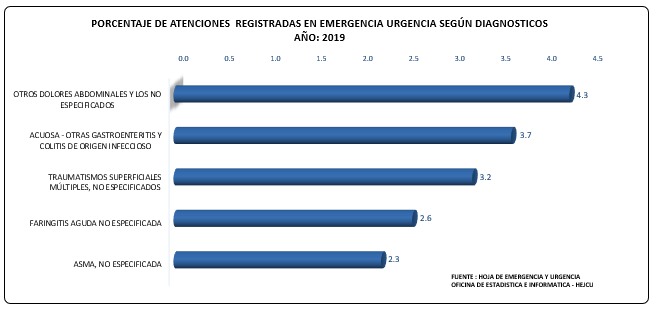 PORCENTAJE DE ATENCIONES REGISTRADAS EN EMERGENCIA URGENCIA SEGÚN DIAGNOSTICOS
AÑO: 2019
0.0 0.5 1.0 1.5 2.0 2.5 3.0 3.5 4.0 4.5
OTROS DOLORES ABDOMINALES Y LOS NO
ESPECIFICADOS
4.3
ACUOSA - OTRAS GASTROENTERITIS Y
COLITIS DE ORIGEN INFECCIOSO
3.7
TRAUMATISMOS SUPERFICIALES
MÚLTIPLES, NO ESPECIFICADOS
3.2
FARINGITIS AGUDA NO ESPECIFICADA
2.6
ASMA, NO ESPECIFICADA
2.3
FUENTE : HOJA DE EMERGENCIA Y URGENCIA
OFICINA DE ESTADISTICA E INFORMATICA - HEJCU